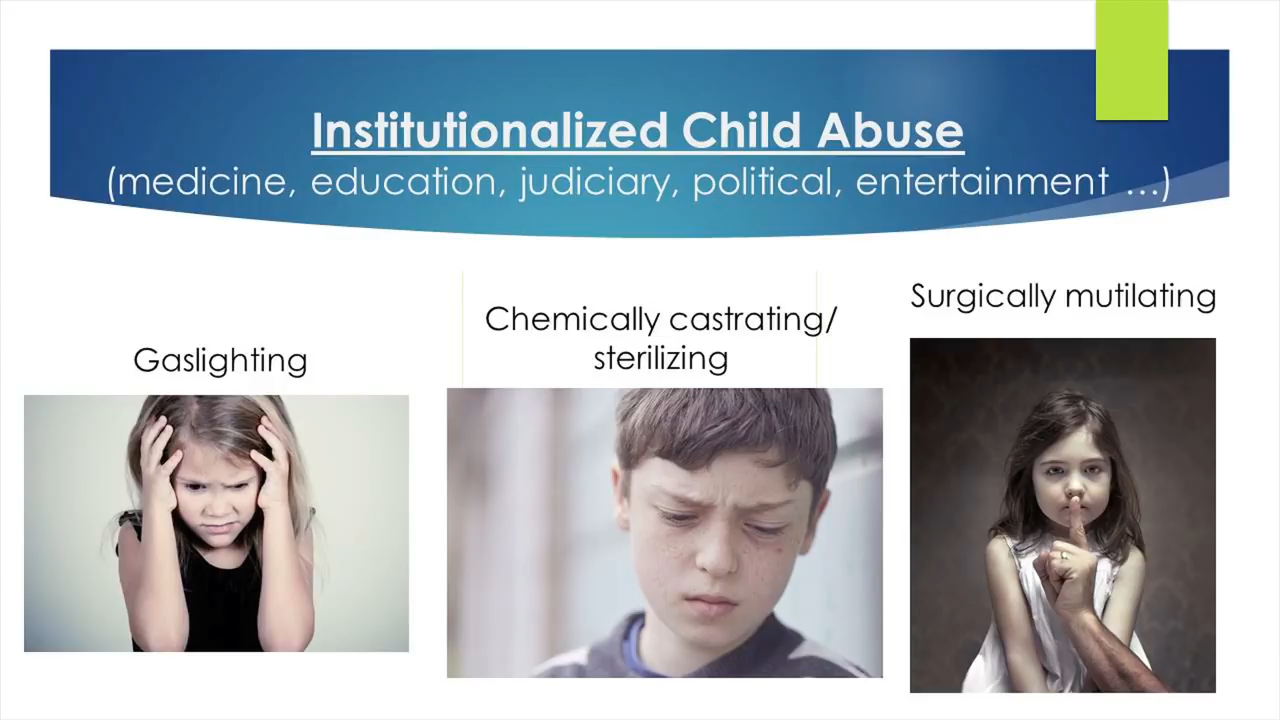 Institutionalized Child Abuse
(medicine, education, judiciary, political, entertainment ...)
Gaslighting
Chemically castrating/
sterilizing
Surgically mutilating